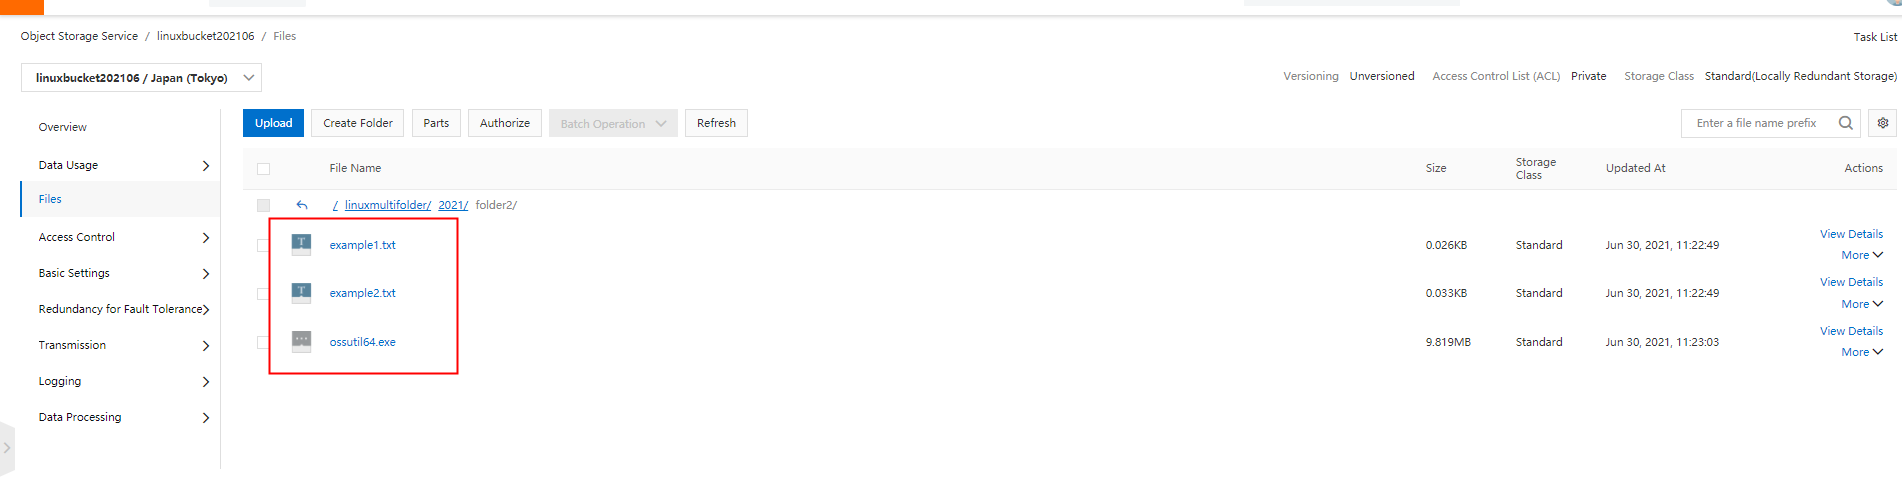 Object Storage Service / linuxbucket202106 / Files
Task List
linuxbucket202106 / Japan (Tokyo)
Versioning Unversioned Access Control List (ACL) Private Storage Class Standard(Locally Redundant Storage)
Overview
Data Usage
Files
Access Control
Basic Settings
Redundancy for Fault Tolerance
Transmission
Logging
Data Processing
Upload Create Folder Parts Authorize Batch Operation Refresh
Enter a file name prefix
File Name Size Storage Class Updated At Actions
/ linuxmultifolder/ 2021/ folder2/
example1.txt 0.026KB Standard Jun 30, 2021, 11:22:49 View Details
More
example2.txt 0.033KB Standard Jun 30, 2021, 11:22:49 View Details
More
ossutil64.exe 9.819MB Standard Jun 30, 2021, 11:23:03 View Details
More